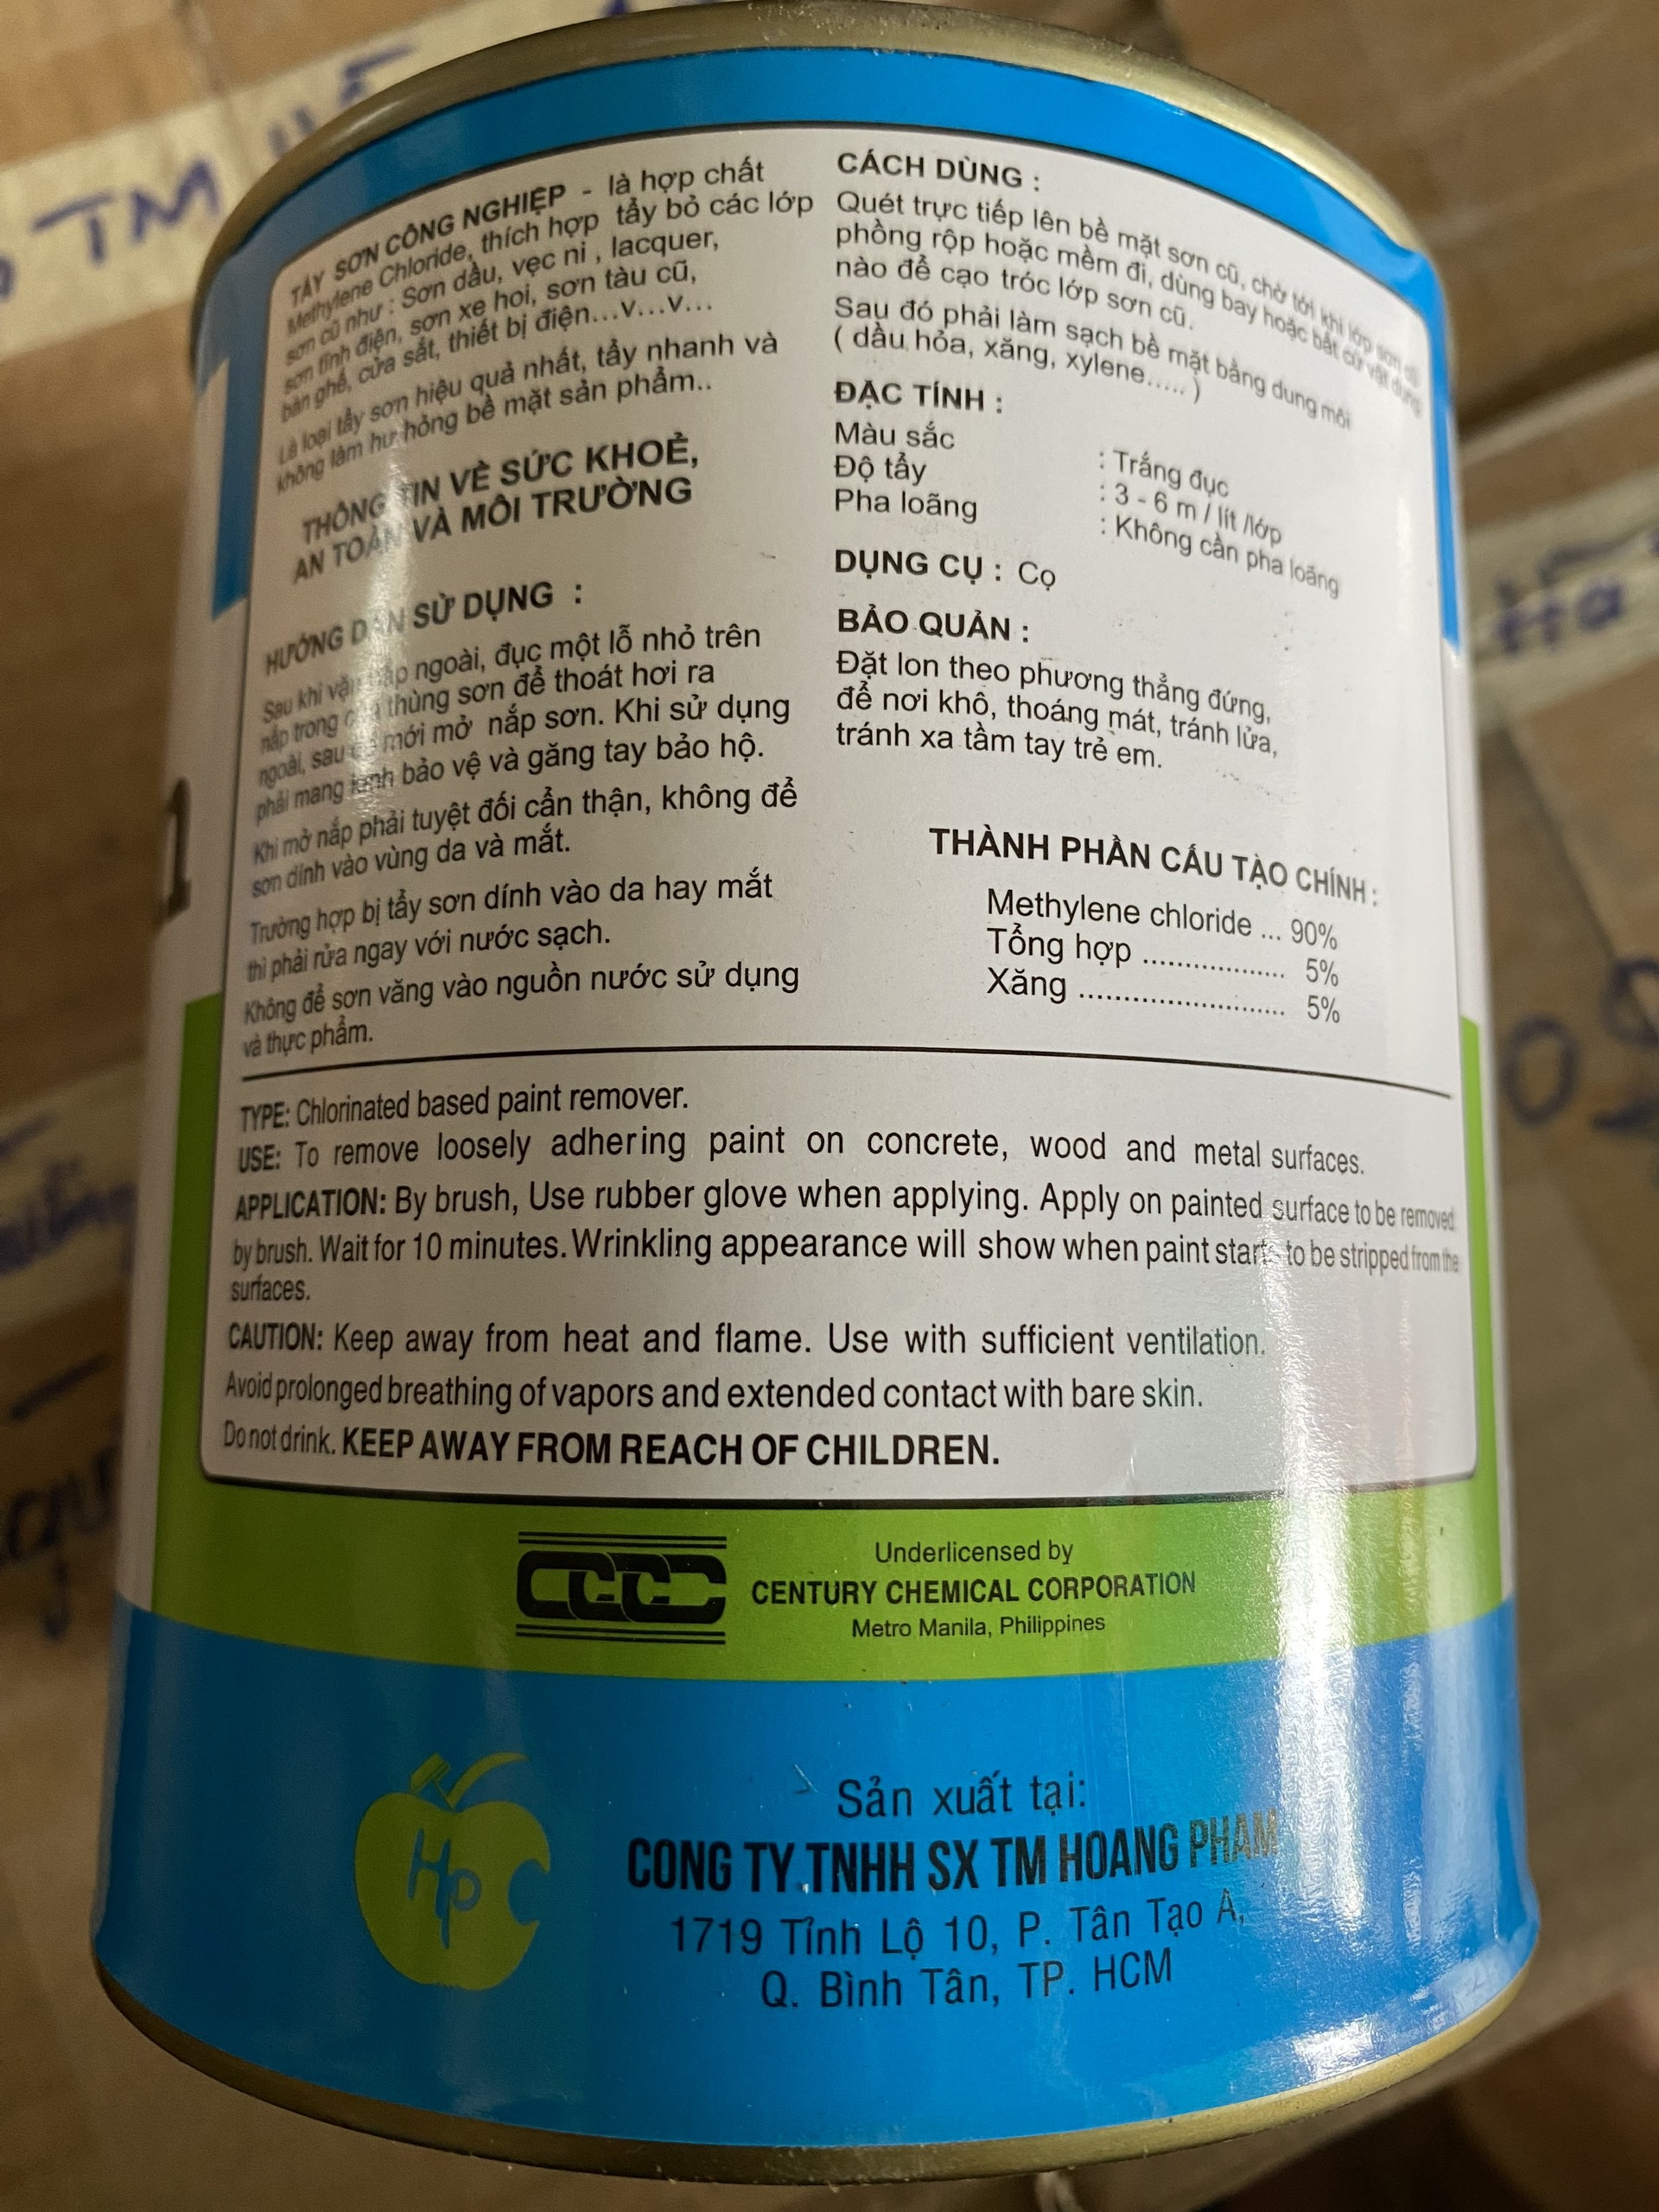 TẨY SƠN CÔNG NGHIỆP - là hợp chất
Methylene Chloride, thích hợp tẩy bỏ các lớp
sơn cũ như : Sơn dầu, vẹc ni , lacquer,
sơn tĩnh điện, sơn xe hoi, sơn tàu cũ,
bàn ghế, cửa sắt, thiết bị điện...v...v...
Là loại tẩy sơn hiệu quả nhất, tẩy nhanh và
không làm hư hỏng bề mặt sản phẩm..
THÔNG TIN VỀ SỨC KHOẺ,
AN TOÀN VÀ MÔI TRƯỜNG
HƯỚNG DẪN SỬ DỤNG :
Sau khi vặn nắp ngoài, đục một lỗ nhỏ trên
nắp trong của thùng sơn để thoát hơi ra
ngoài, sau đó mới mở nắp sơn. Khi sử dụng
phải mang kính bảo vệ và găng tay bảo hộ.
Khi mở nắp phải tuyệt đối cẩn thận, không để
sơn dính vào vùng da và mắt.
Trường hợp bị tẩy sơn dính vào da hay mắt
thì phải rửa ngay với nước sạch.
Không để sơn văng vào nguồn nước sử dụng
và thực phẩm.
CÁCH DÙNG :
Quét trực tiếp lên bề mặt sơn cũ, chờ tới khi lớp sơn cũ
phồng rộp hoặc mềm đi, dùng bay hoặc bất cứ vật dụng
nào để cạo tróc lớp sơn cũ.
Sau đó phải làm sạch bề mặt bằng dung môi
( dầu hỏa, xăng, xylene..... )
ĐẶC TÍNH :
Màu sắc : Trắng đục
Độ tẩy : 3 - 6 m / lít /lớp
Pha loãng : Không cần pha loãng
DỤNG CỤ : Cọ
BẢO QUẢN :
Đặt lon theo phương thẳng đứng,
để nơi khô, thoáng mát, tránh lửa,
tránh xa tầm tay trẻ em.
THÀNH PHẦN CẤU TẠO CHÍNH :
Methylene chloride ... 90%
Tổng hợp .................. 5%
Xăng .......................... 5%
TYPE: Chlorinated based paint remover.
USE: To remove loosely adhering paint on concrete, wood and metal surfaces.
APPLICATION: By brush, Use rubber glove when applying. Apply on painted surface to be removed
by brush. Wait for 10 minutes. Wrinkling appearance will show when paint starts to be stripped from the
surfaces.
CAUTION: Keep away from heat and flame. Use with sufficient ventilation.
Avoid prolonged breathing of vapors and extended contact with bare skin.
Do not drink. KEEP AWAY FROM REACH OF CHILDREN.
CCC
Underlicensed by
CENTURY CHEMICAL CORPORATION
Metro Manila, Philippines
Hp
Sản xuất tại:
CONG TY.TNHH SX TM HOANG PHAM
1719 Tỉnh Lộ 10, P. Tân Tạo A,
Q. Bình Tân, TP. HCM
TM